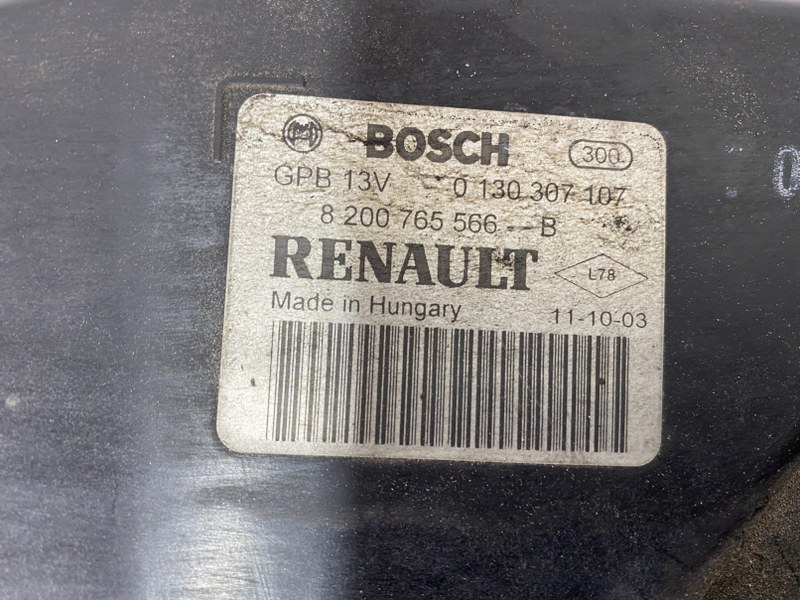 BOSCH 300
GPB 13V 0 130 307 107
8 200 765 566 -- B
RENAULT
L78
Made in Hungary 11-10-03